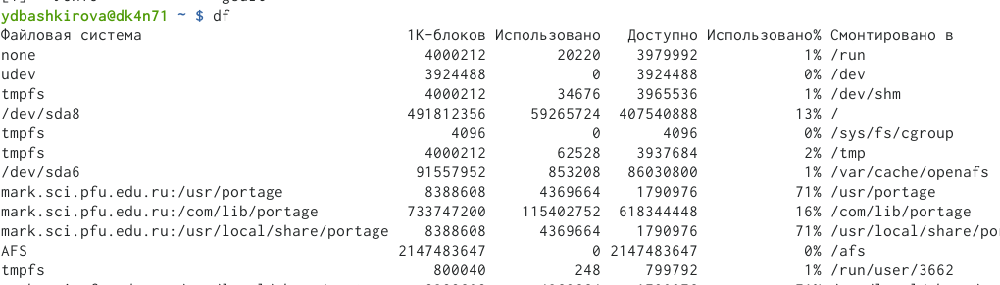 ydbashkirova@dk4n71 ~ $ df
Файловая система 1K-блоков Использовано Доступно Использовано% Смонтировано в
none 4000212 20220 3979992 1% /run
udev 3924488 0 3924488 0% /dev
tmpfs 4000212 34676 3965536 1% /dev/shm
/dev/sda8 491812356 59265724 407540888 13% /
tmpfs 4096 0 4096 0% /sys/fs/cgroup
tmpfs 4000212 62528 3937684 2% /tmp
/dev/sda6 91557952 853208 86030800 1% /var/cache/openafs
mark.sci.pfu.edu.ru:/usr/portage 8388608 4369664 1790976 71% /usr/portage
mark.sci.pfu.edu.ru:/com/lib/portage 733747200 115402752 618344448 16% /com/lib/portage
mark.sci.pfu.edu.ru:/usr/local/share/portage 8388608 4369664 1790976 71% /usr/local/share/po
AFS 2147483647 0 2147483647 0% /afs
tmpfs 800040 248 799792 1% /run/user/3662